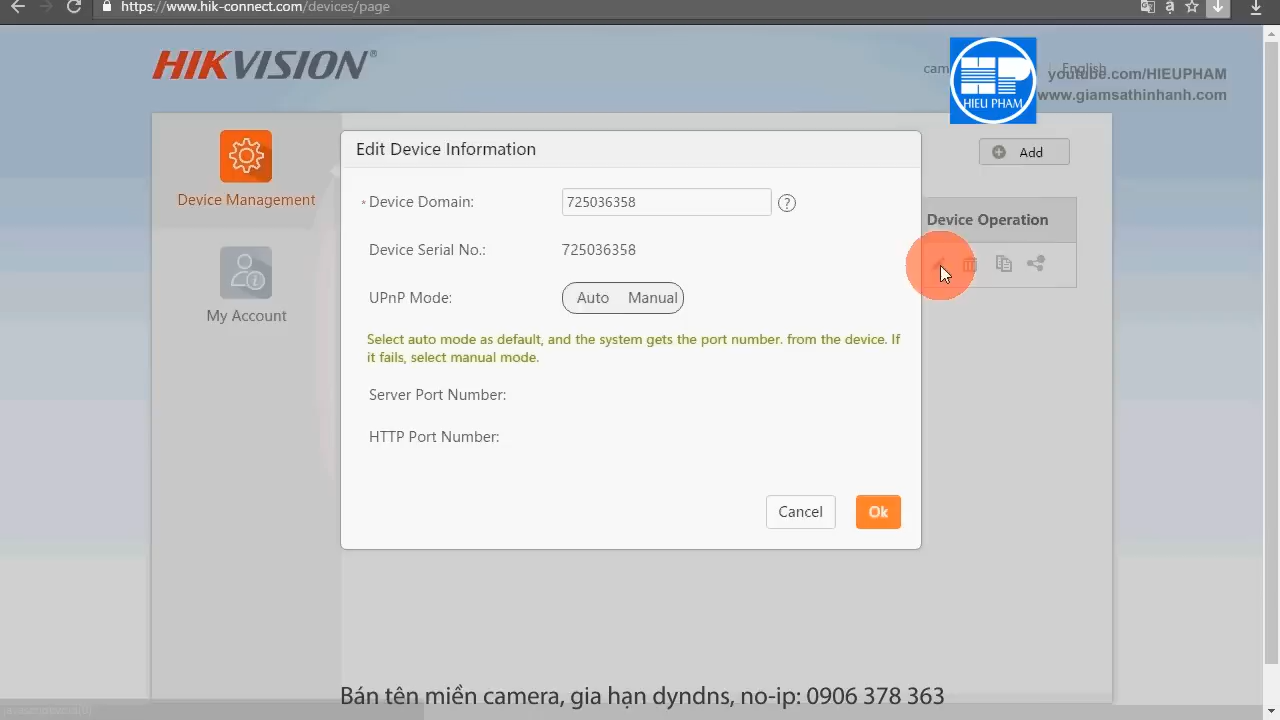 https://www.hik-connect.com/devices/page
HIKVISION®
English
HIEU PHAM
youtube.com/HIEUPHAM
www.giamsathinhanh.com
Device Management
My Account
Add
Device Operation
Edit Device Information
* Device Domain: 725036358 ?
Device Serial No.: 725036358
UPnP Mode: Auto Manual
Select auto mode as default, and the system gets the port number. from the device. If
it fails, select manual mode.
Server Port Number:
HTTP Port Number:
Cancel Ok
Bán tên miền camera, gia hạn dyndns, no-ip: 0906 378 363